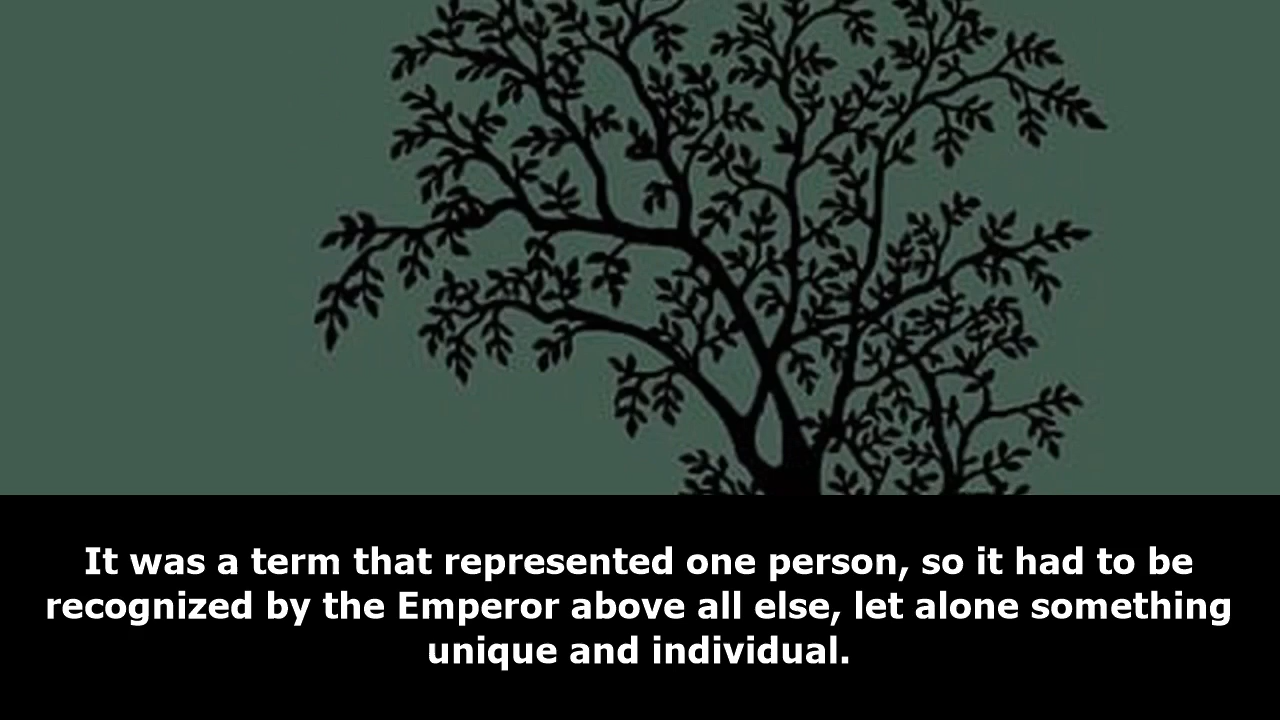 It was a term that represented one person, so it had to be
recognized by the Emperor above all else, let alone something
unique and individual.